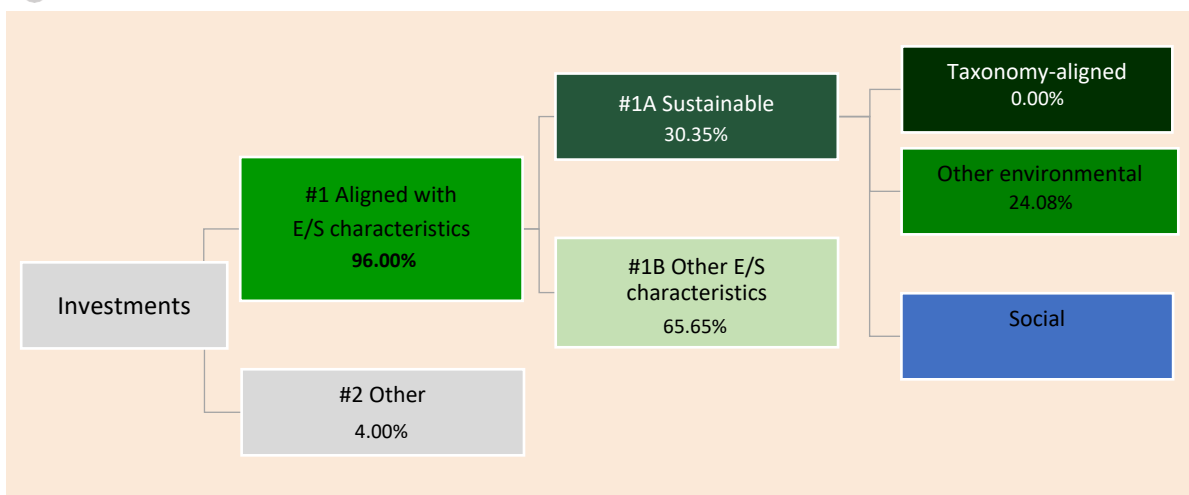 Investments
#1 Aligned with
E/S characteristics
96.00%
#2 Other
4.00%
#1A Sustainable
30.35%
#1B Other E/S
characteristics
65.65%
Taxonomy-aligned
0.00%
Other environmental
24.08%
Social